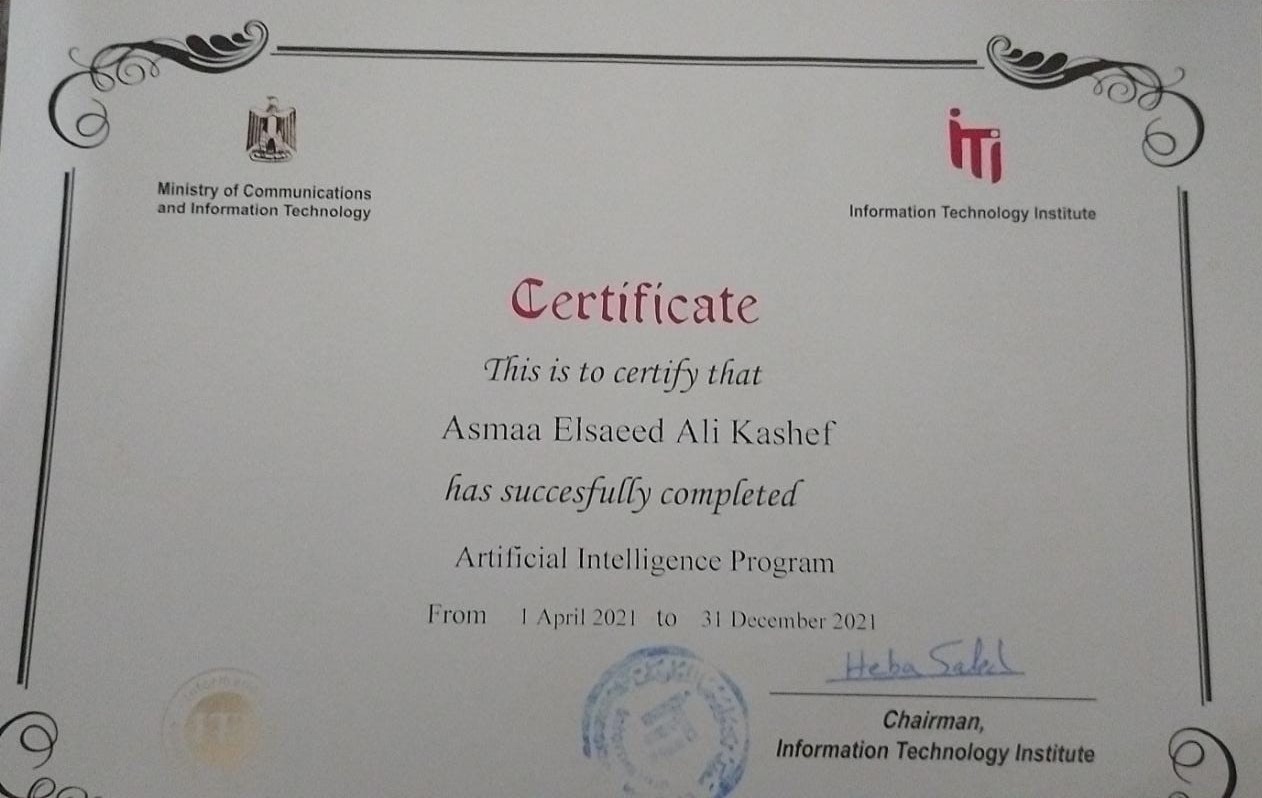 Ministry of Communications
and Information Technology
iTi
Information Technology Institute
Certificate
This is to certify that
Asmaa Elsaeed Ali Kashef
has succesfully completed
Artificial Intelligence Program
From 1 April 2021 to 31 December 2021
Heba Saleh
Chairman,
Information Technology Institute